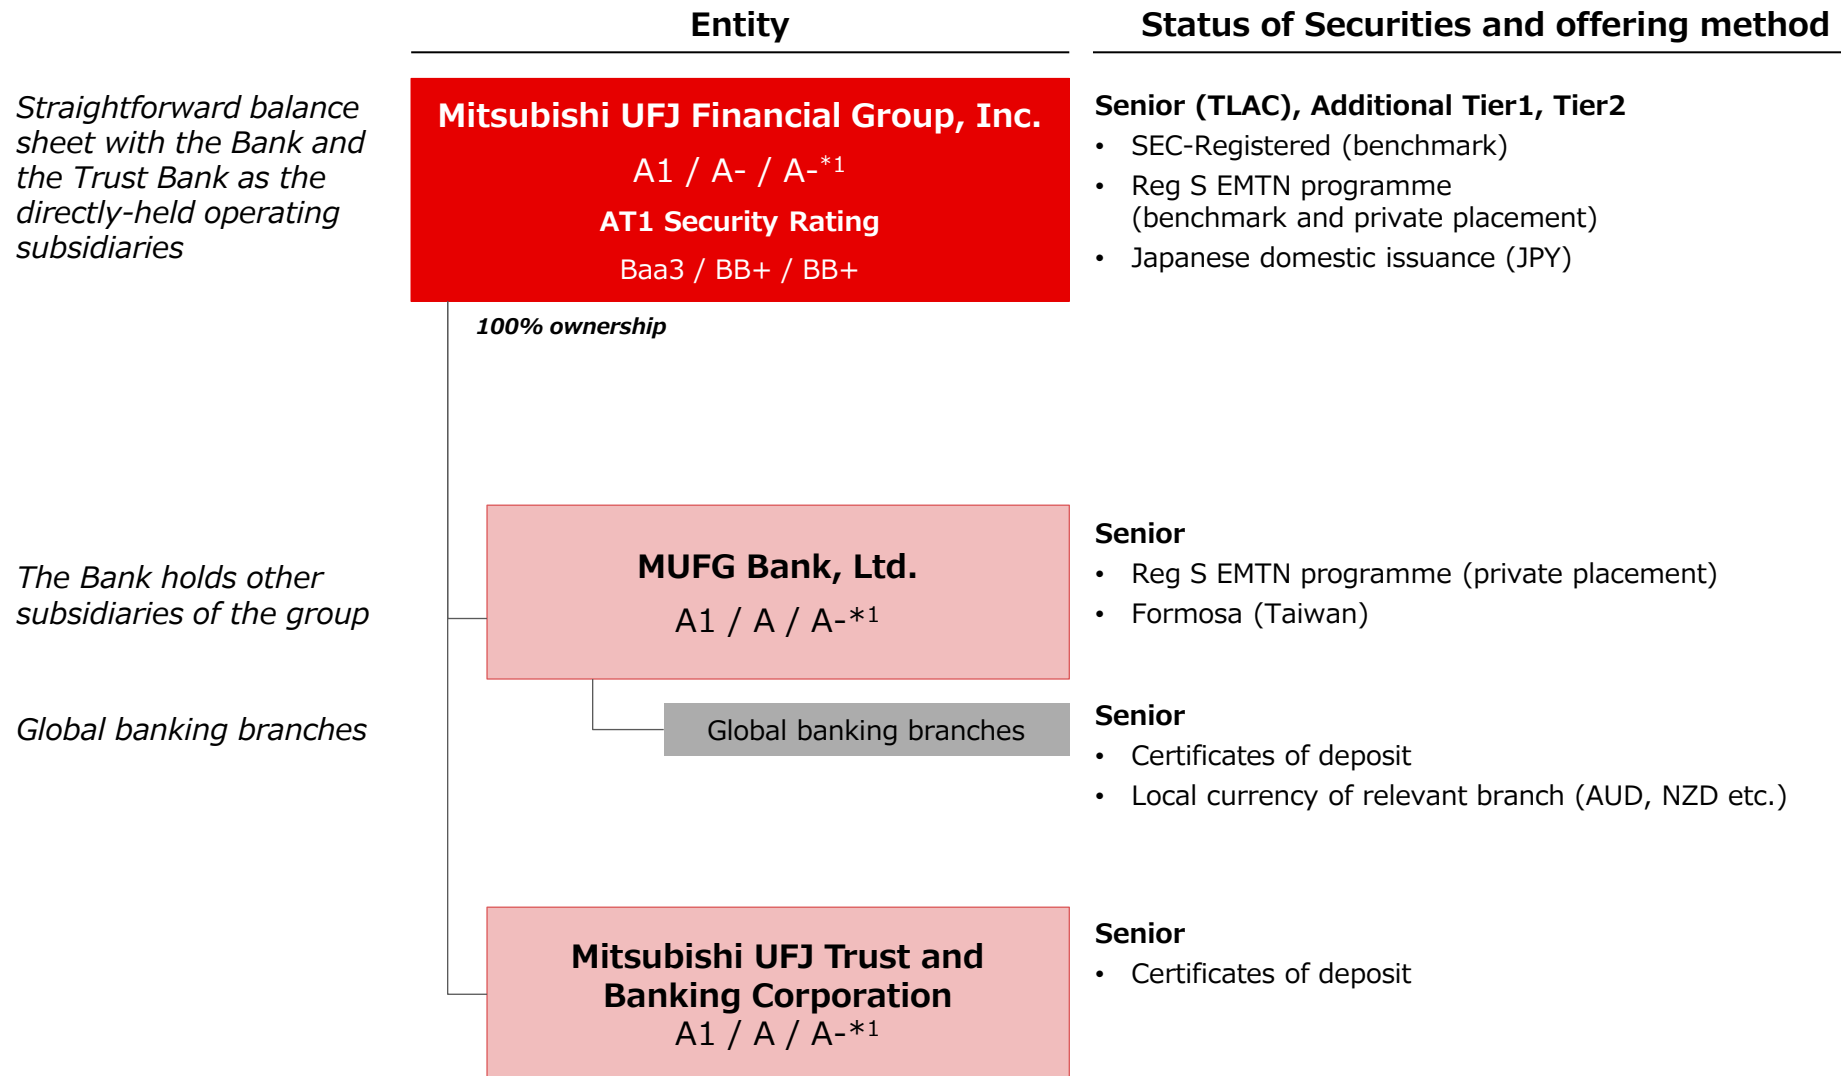 Entity
Status of Securities and offering method
Straightforward balance
sheet with the Bank and
the Trust Bank as the
directly-held operating
subsidiaries
Mitsubishi UFJ Financial Group, Inc.
A1 / A- / A-*1
AT1 Security Rating
Baa3 / BB+ / BB+
100% ownership
Senior (TLAC), Additional Tier1, Tier2
• SEC-Registered (benchmark)
• Reg S EMTN programme
(benchmark and private placement)
• Japanese domestic issuance (JPY)
The Bank holds other
subsidiaries of the group
MUFG Bank, Ltd.
A1 / A / A-*1
Senior
• Reg S EMTN programme (private placement)
• Formosa (Taiwan)
Global banking branches
Global banking branches
Senior
• Certificates of deposit
• Local currency of relevant branch (AUD, NZD etc.)
Mitsubishi UFJ Trust and
Banking Corporation
A1 / A / A-*1
Senior
• Certificates of deposit